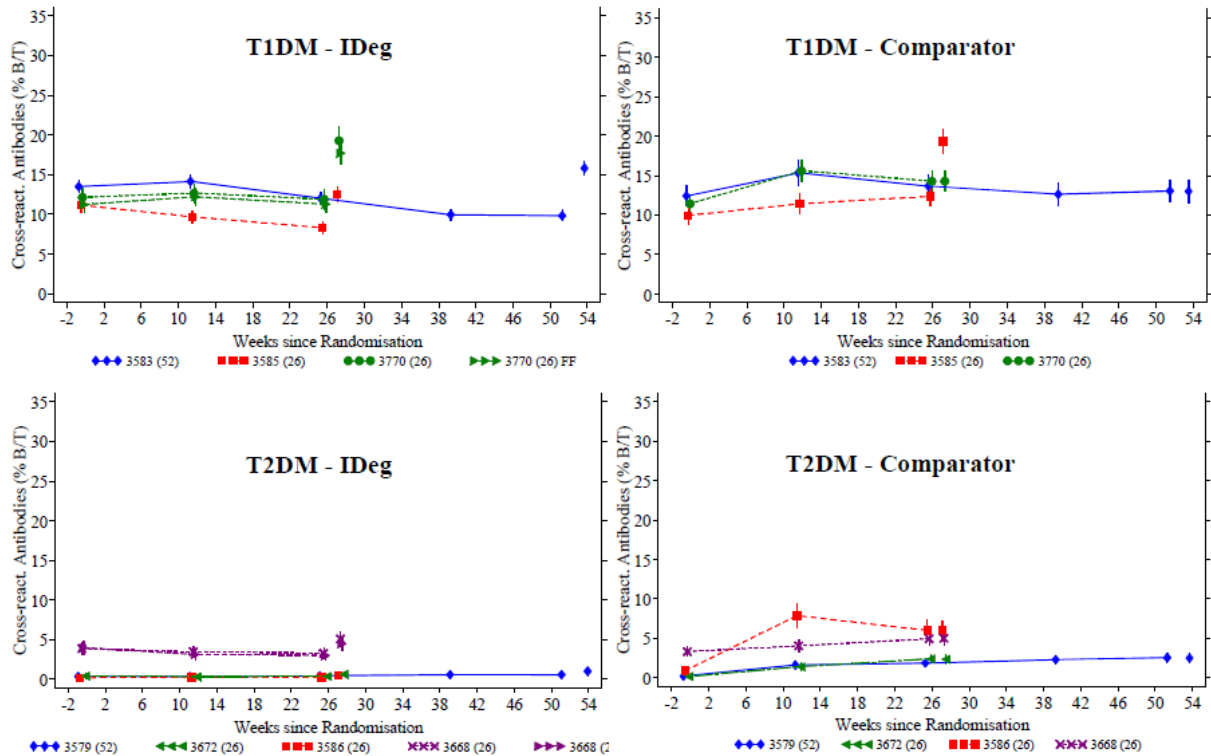 T1DM - IDeg
Cross-react. Antibodies (% B/T)
35
30
25
20
15
10
5
0
-2 2 6 10 14 18 22 26 30 34 38 42 46 50 54
Weeks since Randomisation
3583 (52) 3585 (26) 3770 (26) 3770 (26) FF
T1DM - Comparator
Cross-react. Antibodies (% B/T)
35
30
25
20
15
10
5
0
-2 2 6 10 14 18 22 26 30 34 38 42 46 50 54
Weeks since Randomisation
3583 (52) 3585 (26) 3770 (26)
T2DM - IDeg
Cross-react. Antibodies (% B/T)
35
30
25
20
15
10
5
0
-2 2 6 10 14 18 22 26 30 34 38 42 46 50 54
Weeks since Randomisation
3579 (52) 3672 (26) 3586 (26) 3668 (26) 3668 (2
T2DM - Comparator
Cross-react. Antibodies (% B/T)
35
30
25
20
15
10
5
0
-2 2 6 10 14 18 22 26 30 34 38 42 46 50 54
Weeks since Randomisation
3579 (52) 3672 (26) 3586 (26) 3668 (26)